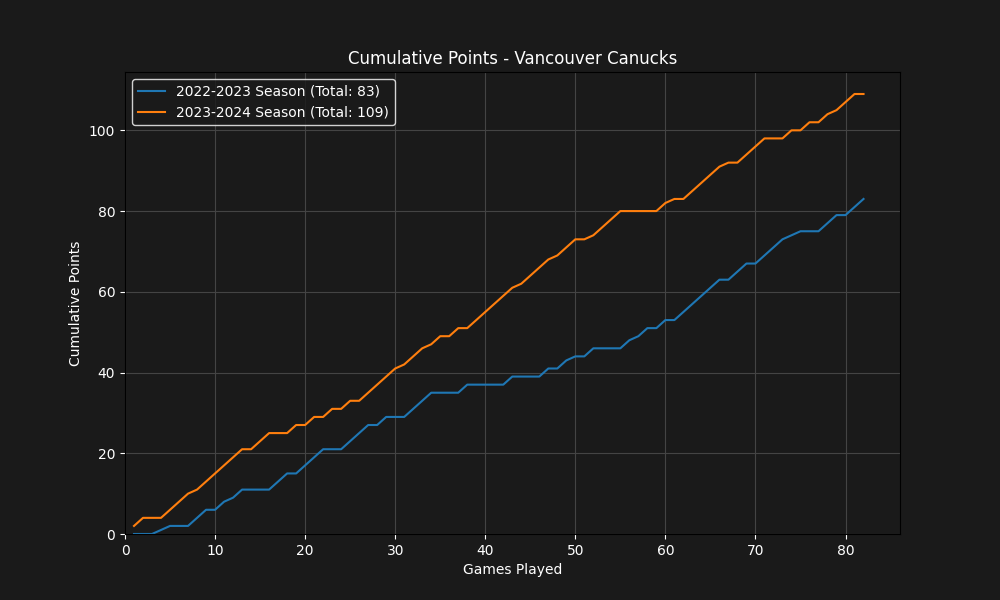 Cumulative Points - Vancouver Canucks
2022-2023 Season (Total: 83)
2023-2024 Season (Total: 109)
Cumulative Points
100
80
60
40
20
0
0 10 20 30 40 50 60 70 80
Games Played